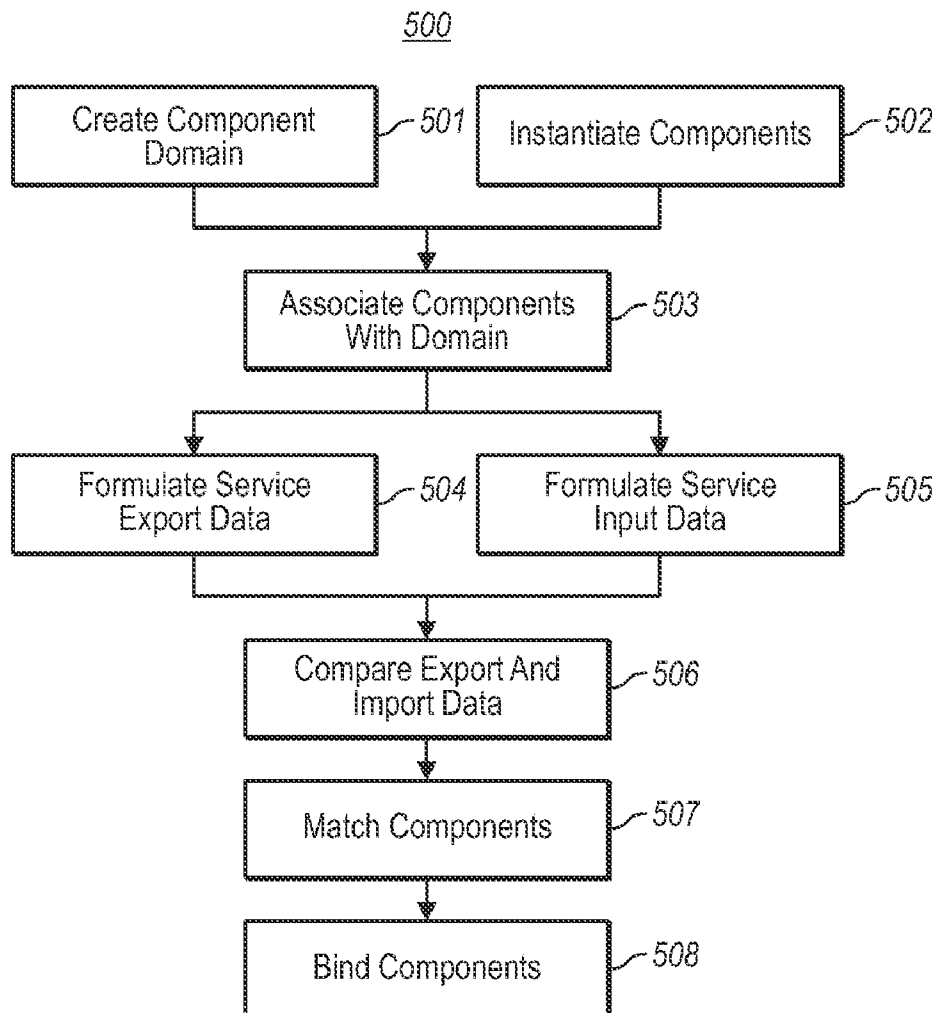 500
Create Component
Domain
501
Instantiate Components
502
Associate Components
With Domain
503
Formulate Service
Export Data
504
Formulate Service
Input Data
505
Compare Export And
Import Data
506
Match Components
507
Bind Components
508